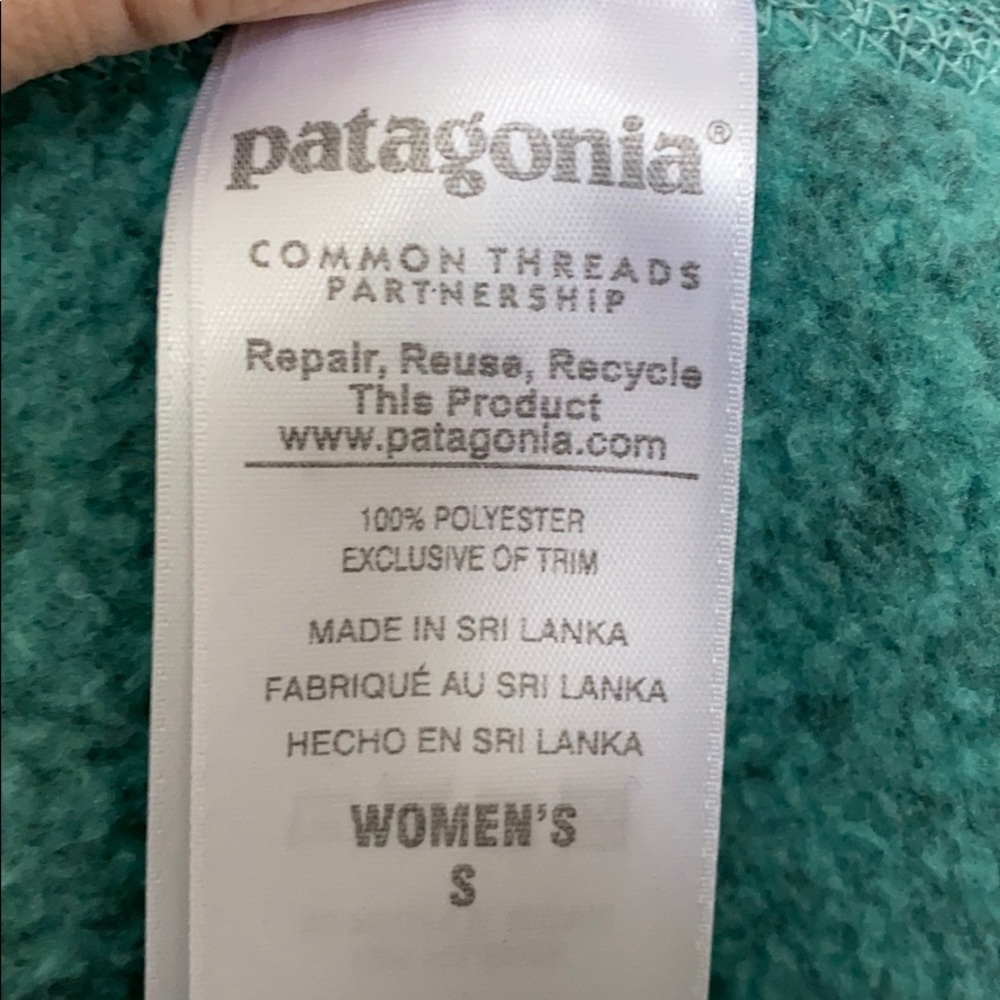 patagonia®
COMMON THREADS
PARTNERSHIP
Repair, Reuse, Recycle
This Product
www.patagonia.com
100% POLYESTER
EXCLUSIVE OF TRIM
MADE IN SRI LANKA
FABRIQUÉ AU SRI LANKA
HECHO EN SRI LANKA
WOMEN'S
S